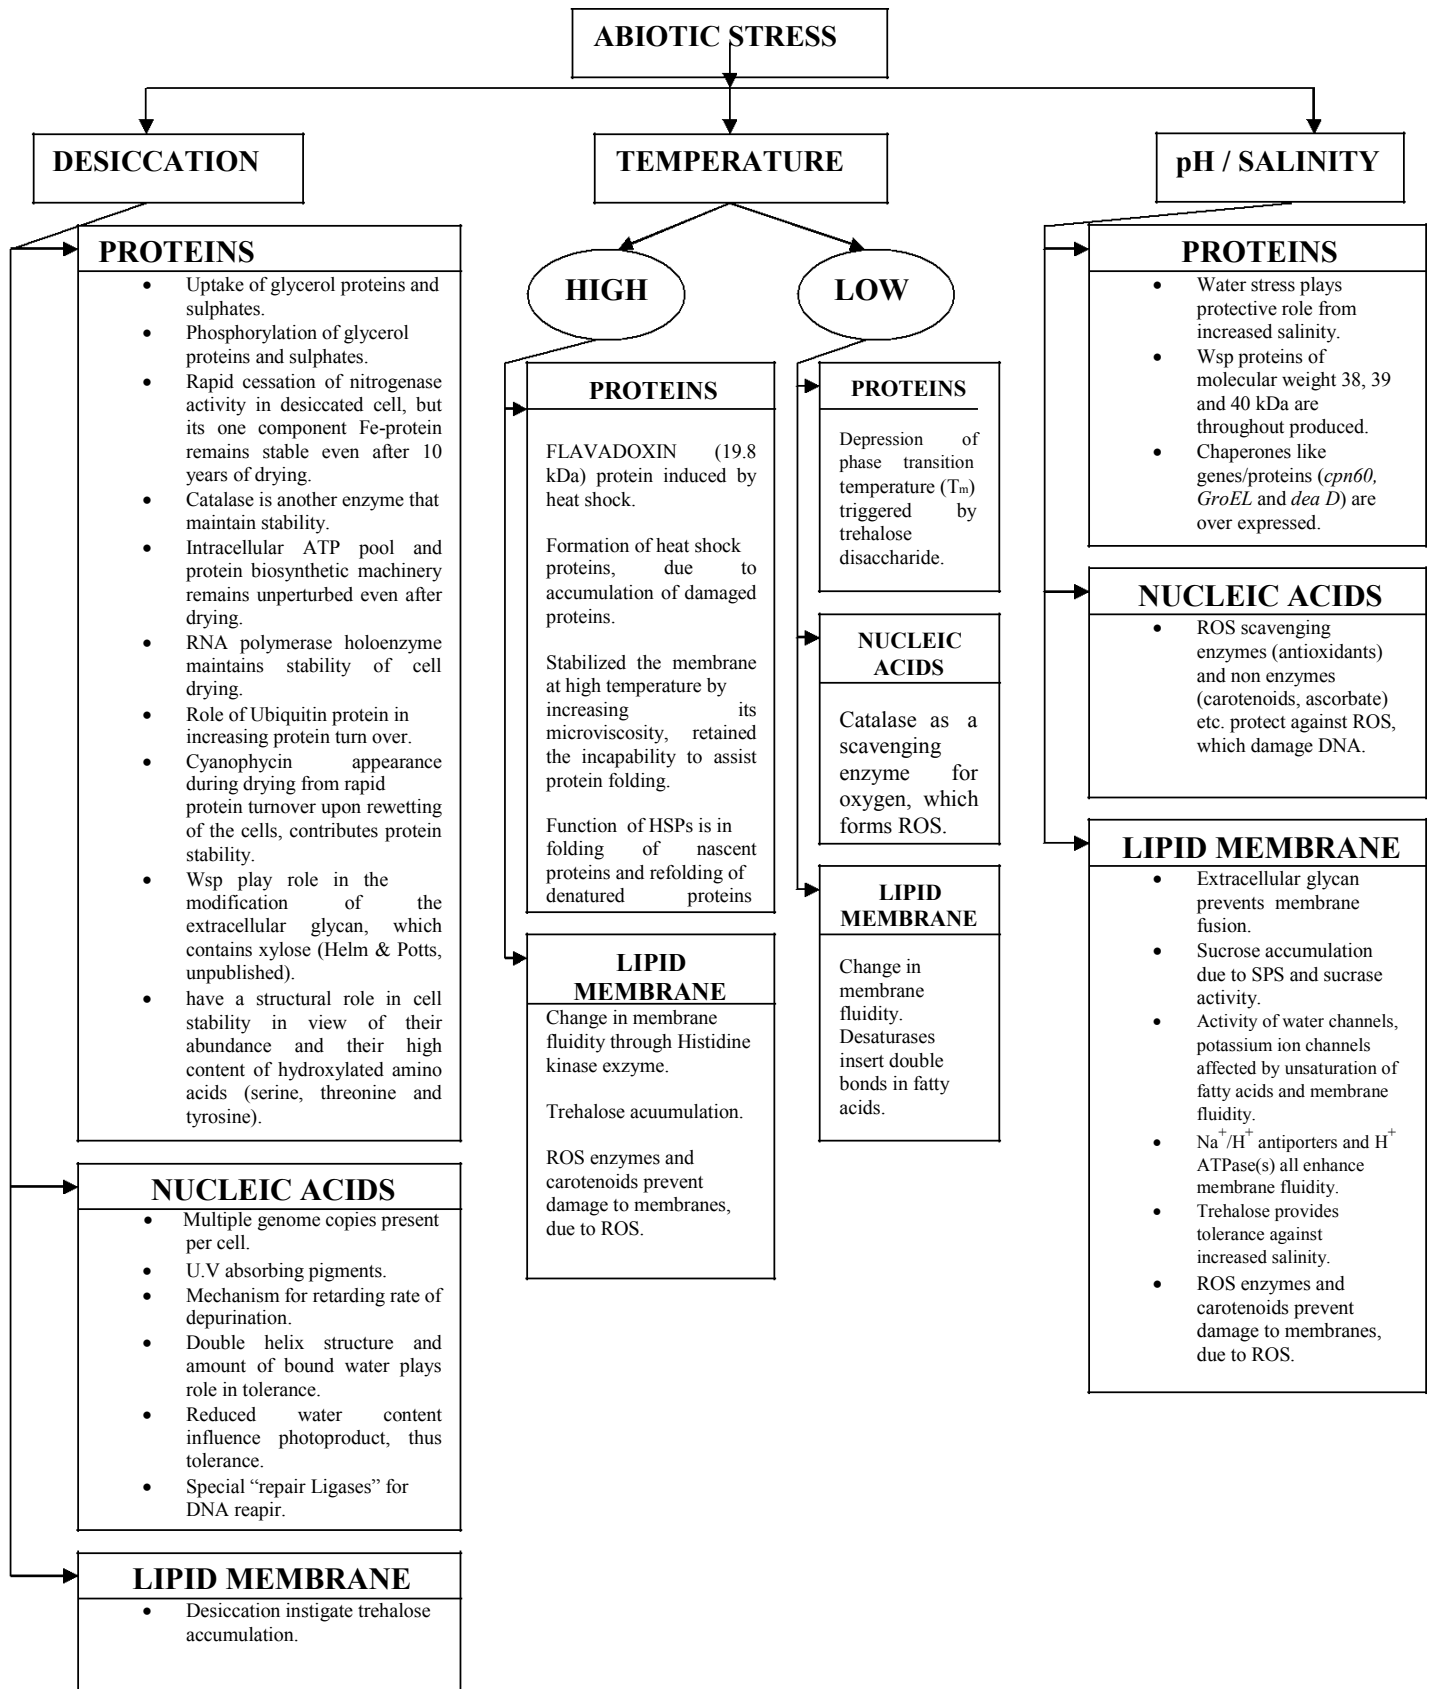 ABIOTIC STRESS
DESICCATION
TEMPERATURE
pH / SALINITY
PROTEINS
• Uptake of glycerol proteins and
sulphates.
• Phosphorylation of glycerol
proteins and sulphates.
• Rapid cessation of nitrogenase
activity in desiccated cell, but
its one component Fe-protein
remains stable even after 10
years of drying.
• Catalase is another enzyme that
maintain stability.
• Intracellular ATP pool and
protein biosynthetic machinery
remains unperturbed even after
drying.
• RNA polymerase holoenzyme
maintains stability of cell
drying.
• Role of Ubiquitin protein in
increasing protein turn over.
• Cyanophycin appearance
during drying from rapid
protein turnover upon rewetting
of the cells, contributes protein
stability.
• Wsp play role in the
modification of the
extracellular glycan, which
contains xylose (Helm & Potts,
unpublished).
• have a structural role in cell
stability in view of their
abundance and their high
content of hydroxylated amino
acids (serine, threonine and
tyrosine).
NUCLEIC ACIDS
• Multiple genome copies present
per cell.
• U.V absorbing pigments.
• Mechanism for retarding rate of
depurination.
• Double helix structure and
amount of bound water plays
role in tolerance.
• Reduced water content
influence photoproduct, thus
tolerance.
• Special “repair Ligases” for
DNA reapir.
LIPID MEMBRANE
• Desiccation instigate trehalose
accumulation.
HIGH
PROTEINS
FLAVADOXIN (19.8
kDa) protein induced by
heat shock.
Formation of heat shock
proteins, due to
accumulation of damaged
proteins.
Stabilized the membrane
at high temperature by
increasing its
microviscosity, retained
the incapability to assist
protein folding.
Function of HSPs is in
folding of nascent
proteins and refolding of
denatured proteins
LIPID
MEMBRANE
Change in membrane
fluidity through Histidine
kinase exzyme.
Trehalose acuumulation.
ROS enzymes and
carotenoids prevent
damage to membranes,
due to ROS.
LOW
PROTEINS
Depression of
phase transition
temperature (Tm)
triggered by
trehalose
disaccharide.
NUCLEIC
ACIDS
Catalase as a
scavenging
enzyme for
oxygen, which
forms ROS.
LIPID
MEMBRANE
Change in
membrane
fluidity.
Desaturases
insert double
bonds in fatty
acids.
PROTEINS
• Water stress plays
protective role from
increased salinity.
• Wsp proteins of
molecular weight 38, 39
and 40 kDa are
throughout produced.
• Chaperones like
genes/proteins (cpn60,
GroEL and dea D) are
over expressed.
NUCLEIC ACIDS
• ROS scavenging
enzymes (antioxidants)
and non enzymes
(carotenoids, ascorbate)
etc. protect against ROS,
which damage DNA.
LIPID MEMBRANE
• Extracellular glycan
prevents membrane
fusion.
• Sucrose accumulation
due to SPS and sucrase
activity.
• Activity of water channels,
potassium ion channels
affected by unsaturation of
fatty acids and membrane
fluidity.
• Na+/H+ antiporters and H+
ATPase(s) all enhance
membrane fluidity.
• Trehalose provides
tolerance against
increased salinity.
• ROS enzymes and
carotenoids prevent
damage to membranes,
due to ROS.